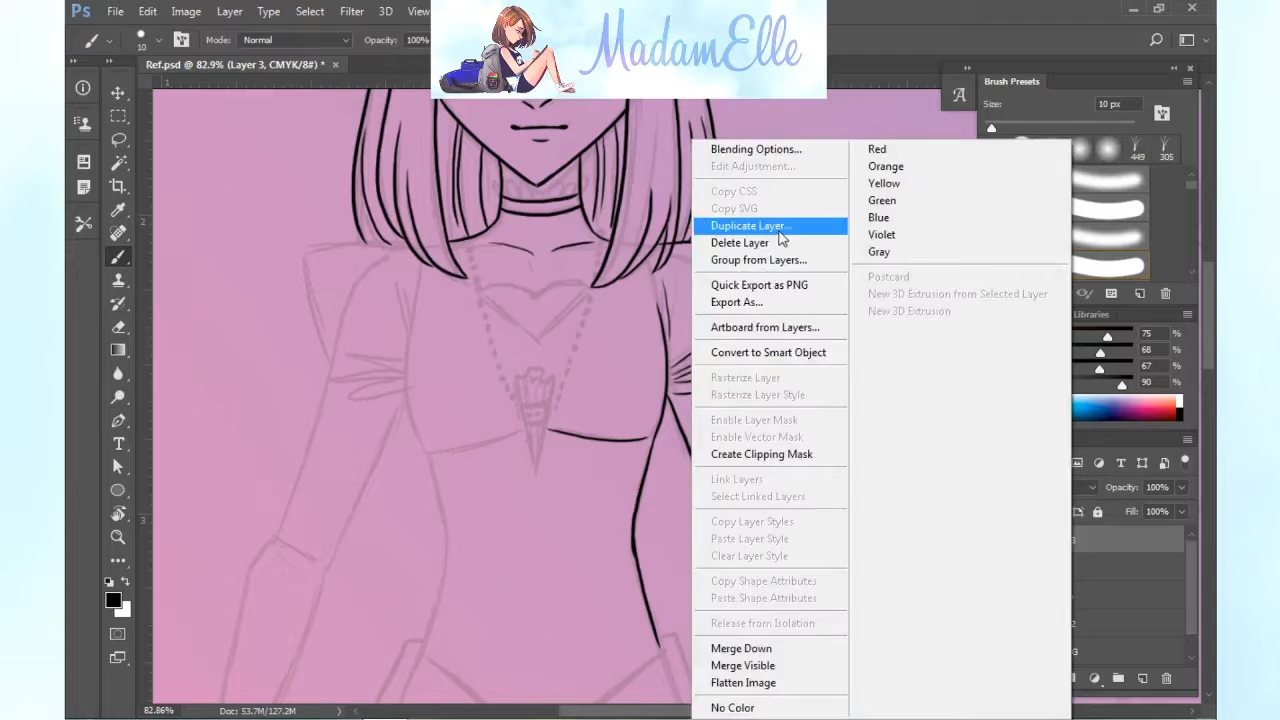 Ps File Edit Image Layer Type Select Filter 3D View
MadamElle
10 Mode: Normal Opacity: 100%
Ref.psd @ 82.9% (Layer 3, CMYK/8#) *
Brush Presets
Size: 10 px
449 305
Blending Options...
Edit Adjustment...
Copy CSS
Copy SVG
Duplicate Layer...
Delete Layer
Group from Layers...
Quick Export as PNG
Export As...
Artboard from Layers...
Convert to Smart Object
Rasterize Layer
Rasterize Layer Style
Enable Layer Mask
Enable Vector Mask
Create Clipping Mask
Link Layers
Select Linked Layers
Copy Layer Styles
Paste Layer Style
Clear Layer Style
Copy Shape Attributes
Paste Shape Attributes
Release from Isolation
Merge Down
Merge Visible
Flatten Image
No Color
Red
Orange
Yellow
Green
Blue
Violet
Gray
Postcard
New 3D Extrusion from Selected Layer
New 3D Extrusion
Libraries
75 %
68 %
67 %
90 %
Opacity: 100%
Fill: 100%
82.86% Doc: 53.7M/127.2M